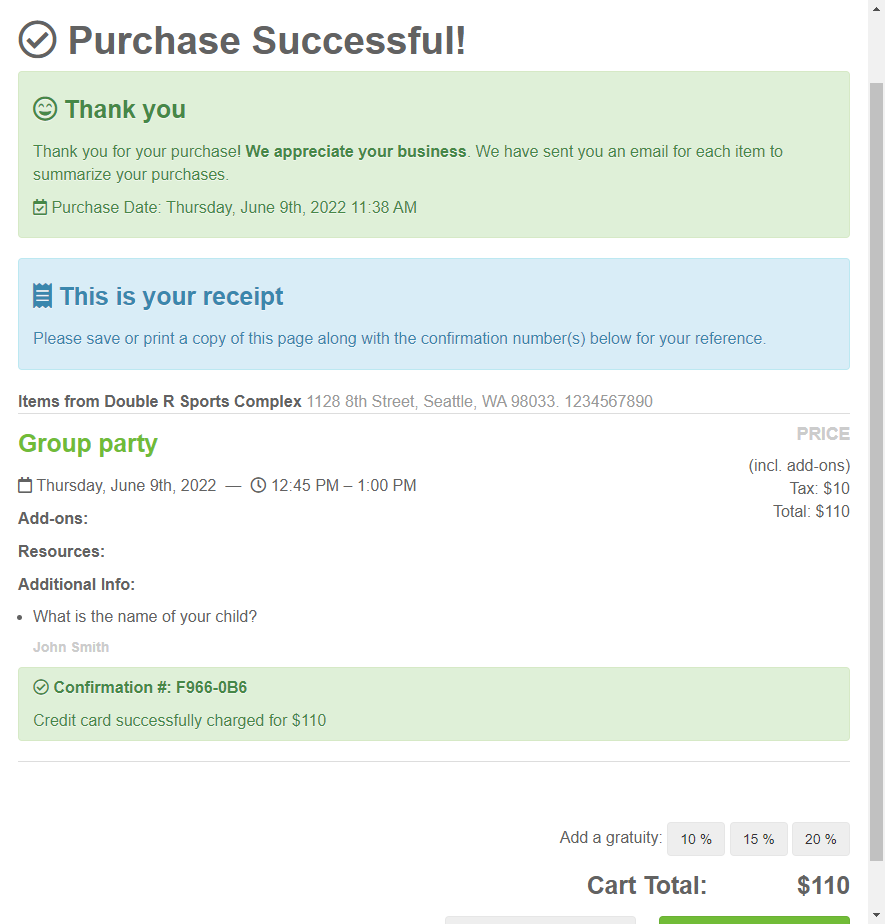 Purchase Successful!
Thank you
Thank you for your purchase! We appreciate your business. We have sent you an email for each item to
summarize your purchases.
Purchase Date: Thursday, June 9th, 2022 11:38 AM
This is your receipt
Please save or print a copy of this page along with the confirmation number(s) below for your reference.
Items from Double R Sports Complex 1128 8th Street, Seattle, WA 98033. 1234567890
Group party
PRICE
Thursday, June 9th, 2022 — 12:45 PM – 1:00 PM
(incl. add-ons)
Tax: $10
Total: $110
Add-ons:
Resources:
Additional Info:
• What is the name of your child?
John Smith
Confirmation #: F966-0B6
Credit card successfully charged for $110
Add a gratuity: 10 % 15 % 20 %
Cart Total: $110